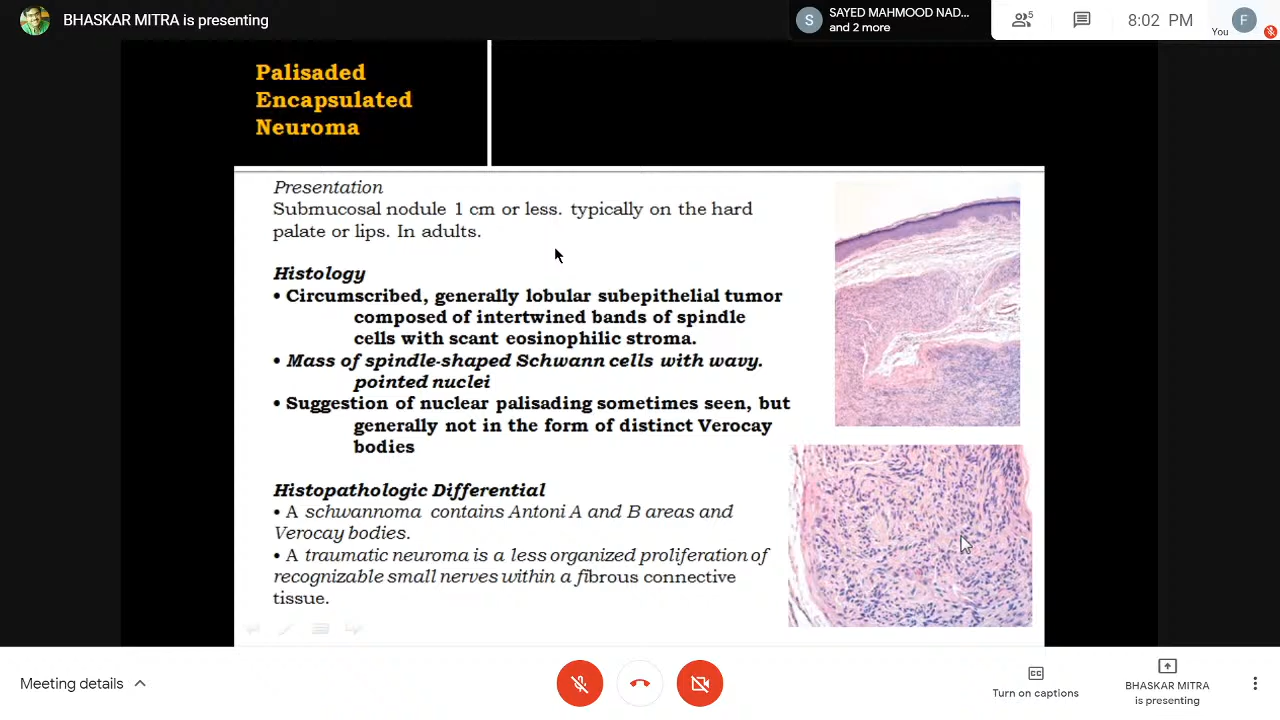 BHASKAR MITRA is presenting
S
SAYED MAHMOOD NAD...
and 2 more
5
8:02 PM
You
F
Palisaded
Encapsulated
Neuroma
Presentation
Submucosal nodule 1 cm or less. typically on the hard
palate or lips. In adults.
Histology
• Circumscribed, generally lobular subepithelial tumor
composed of intertwined bands of spindle
cells with scant eosinophilic stroma.
• Mass of spindle-shaped Schwann cells with wavy.
pointed nuclei
• Suggestion of nuclear palisading sometimes seen, but
generally not in the form of distinct Verocay
bodies
Histopathologic Differential
• A schwannoma contains Antoni A and B areas and
Verocay bodies.
• A traumatic neuroma is a less organized proliferation of
recognizable small nerves within a fibrous connective
tissue.
Meeting details
CC
Turn on captions
BHASKAR MITRA
is presenting